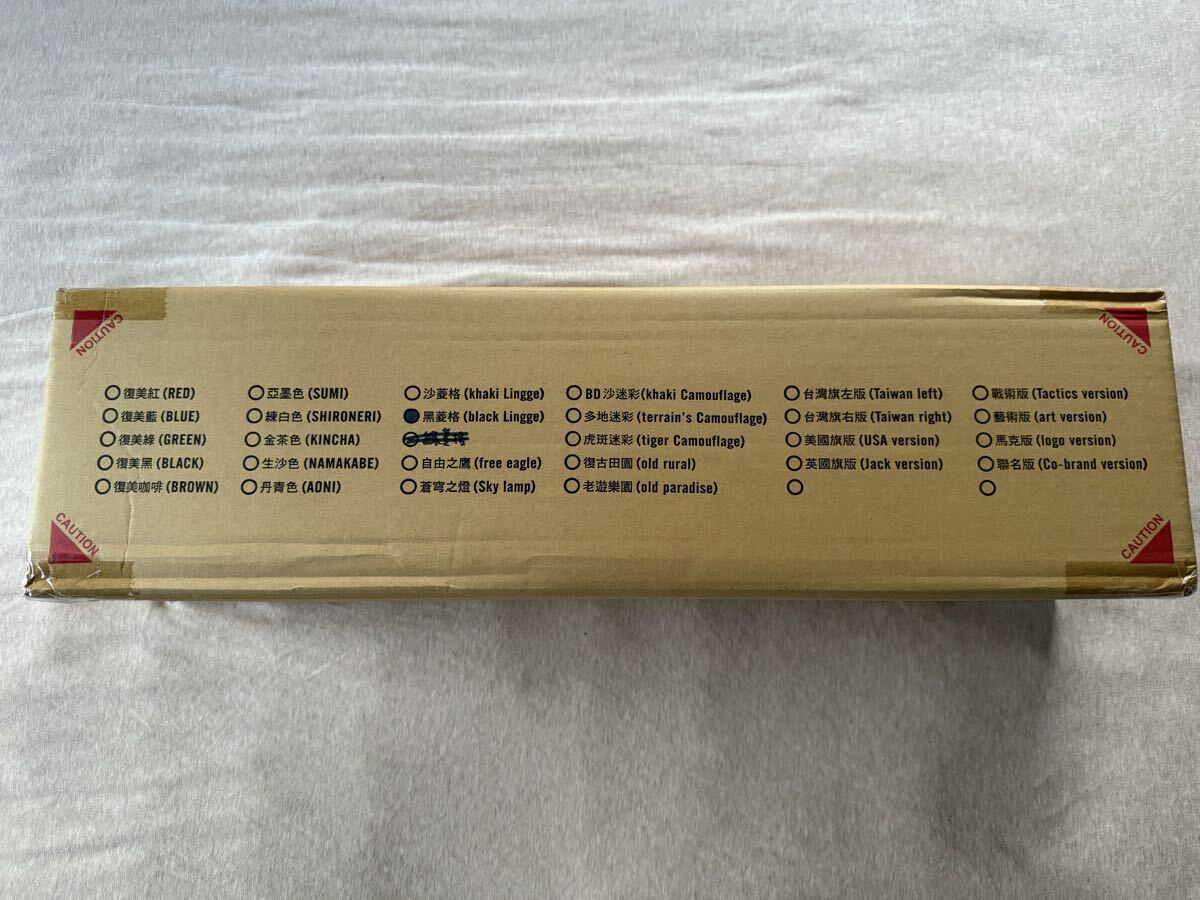 CAUTION
CAUTION
復美紅 (RED)
復美藍 (BLUE)
復美綠 (GREEN)
復美黑 (BLACK)
復美咖啡 (BROWN)
亞墨色 (SUMI)
練白色 (SHIRONERI)
金茶色 (KINCHA)
生沙色 (NAMAKABE)
丹青色 (AONI)
沙菱格 (khaki Lingge)
黑菱格 (black Lingge)
自由之鷹 (free eagle)
蒼穹之燈 (Sky lamp)
BD沙迷彩(khaki Camouflage)
多地迷彩 (terrain's Camouflage)
虎斑迷彩 (tiger Camouflage)
復古田園 (old rural)
老遊樂園 (old paradise)
台灣旗左版 (Taiwan left)
台灣旗右版 (Taiwan right)
美國旗版 (USA version)
英國旗版 (Jack version)
戰術版 (Tactics version)
藝術版 (art version)
馬克版 (logo version)
聯名版 (Co-brand version)
CAUTION
CAUTION